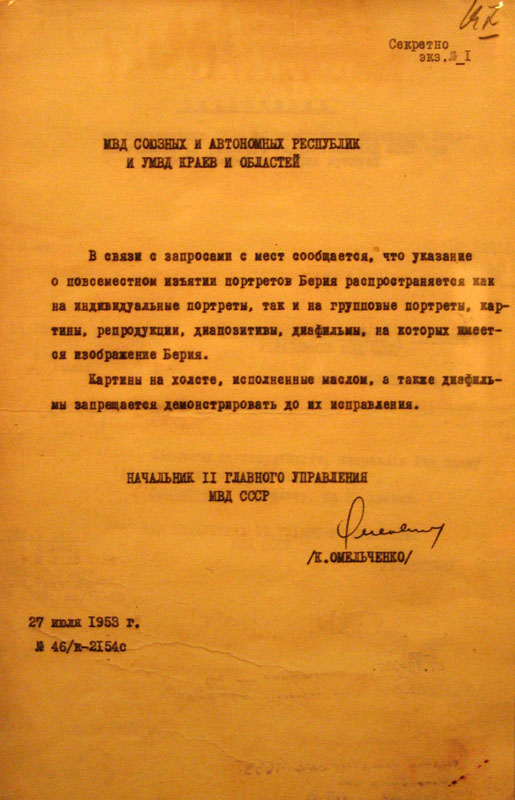 Секретно
экз.№ I
МВД СОЮЗНЫХ И АВТОНОМНЫХ РЕСПУБЛИК
И УМВД КРАЕВ И ОБЛАСТЕЙ
В связи с запросами с мест сообщается, что указание
о повсеместном изъятии портретов Берия распространяется как
на индивидуальные портреты, так и на групповые портреты, кар-
тины, репродукции, диапозитивы, диафильмы, на которых имеет-
ся изображение Берия.
Картины на холсте, исполненные маслом, а также диафиль-
мы запрещается демонстрировать до их исправления.
НАЧАЛЬНИК II ГЛАВНОГО УПРАВЛЕНИЯ
МВД СССР
/К.ОМЕЛЬЧЕНКО/
27 июля 1953 г.
№ 46/к-2154с